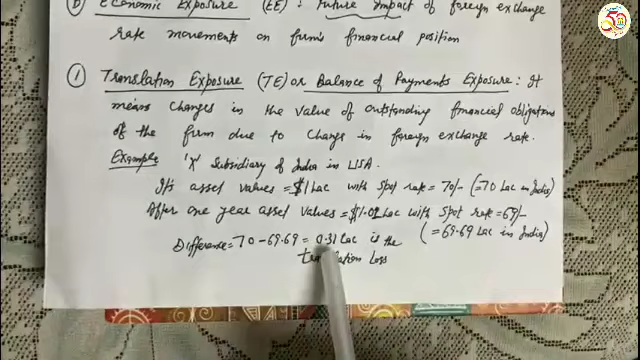 (b) Economic Exposure (EE) : Future impact of foreign exchange
rate movements on firm's financial position
① Translation Exposure (TE) or Balance of Payments Exposure : It
means changes in the value of outstanding financial obligations
of the firm due to change in foreign exchange rate.
Example 'X' Subsidiary of India in USA.
It's asset values = $1 Lac with spot rate = 70/- (=70 Lac in India)
After one year asset values = $1.01 Lac with Spot rate = 69/-
(= 69.69 Lac in India)
Difference = 70 - 69.69 = 0.31 Lac is the
translation Loss